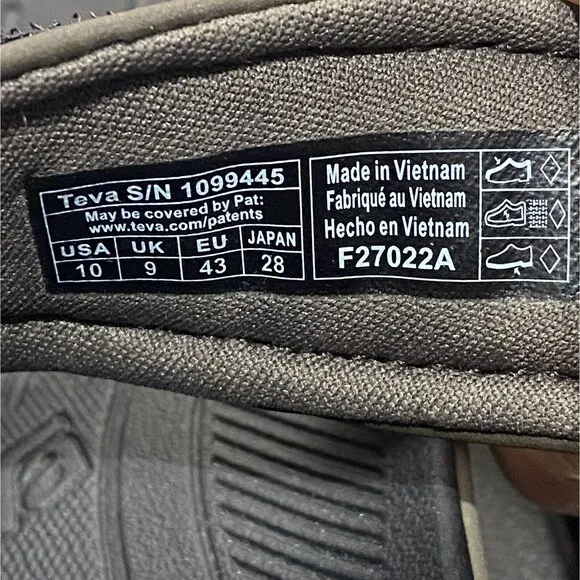 Teva S/N 1099445
May be covered by Pat:
www.teva.com/patents
USA UK EU JAPAN
10 9 43 28
Made in Vietnam
Fabriqué au Vietnam
Hecho en Vietnam
F27022A